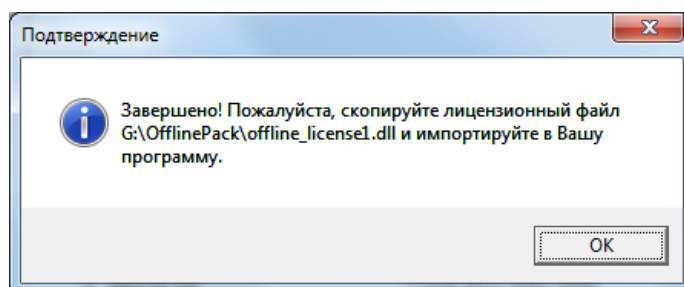 Подтверждение
Завершено! Пожалуйста, скопируйте лицензионный файл
G:\OfflinePack\offline_license1.dll и импортируйте в Вашу
программу.
OK